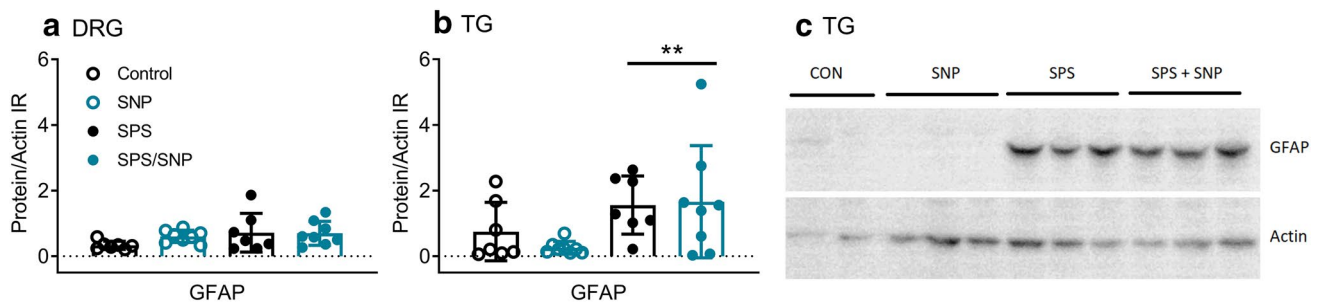 a DRG
Protein/Actin IR
6
4
2
0
Control
SNP
SPS
SPS/SNP
GFAP
b TG
Protein/Actin IR
6
4
2
0
**
GFAP
c TG
CON SNP SPS SPS + SNP
GFAP
Actin